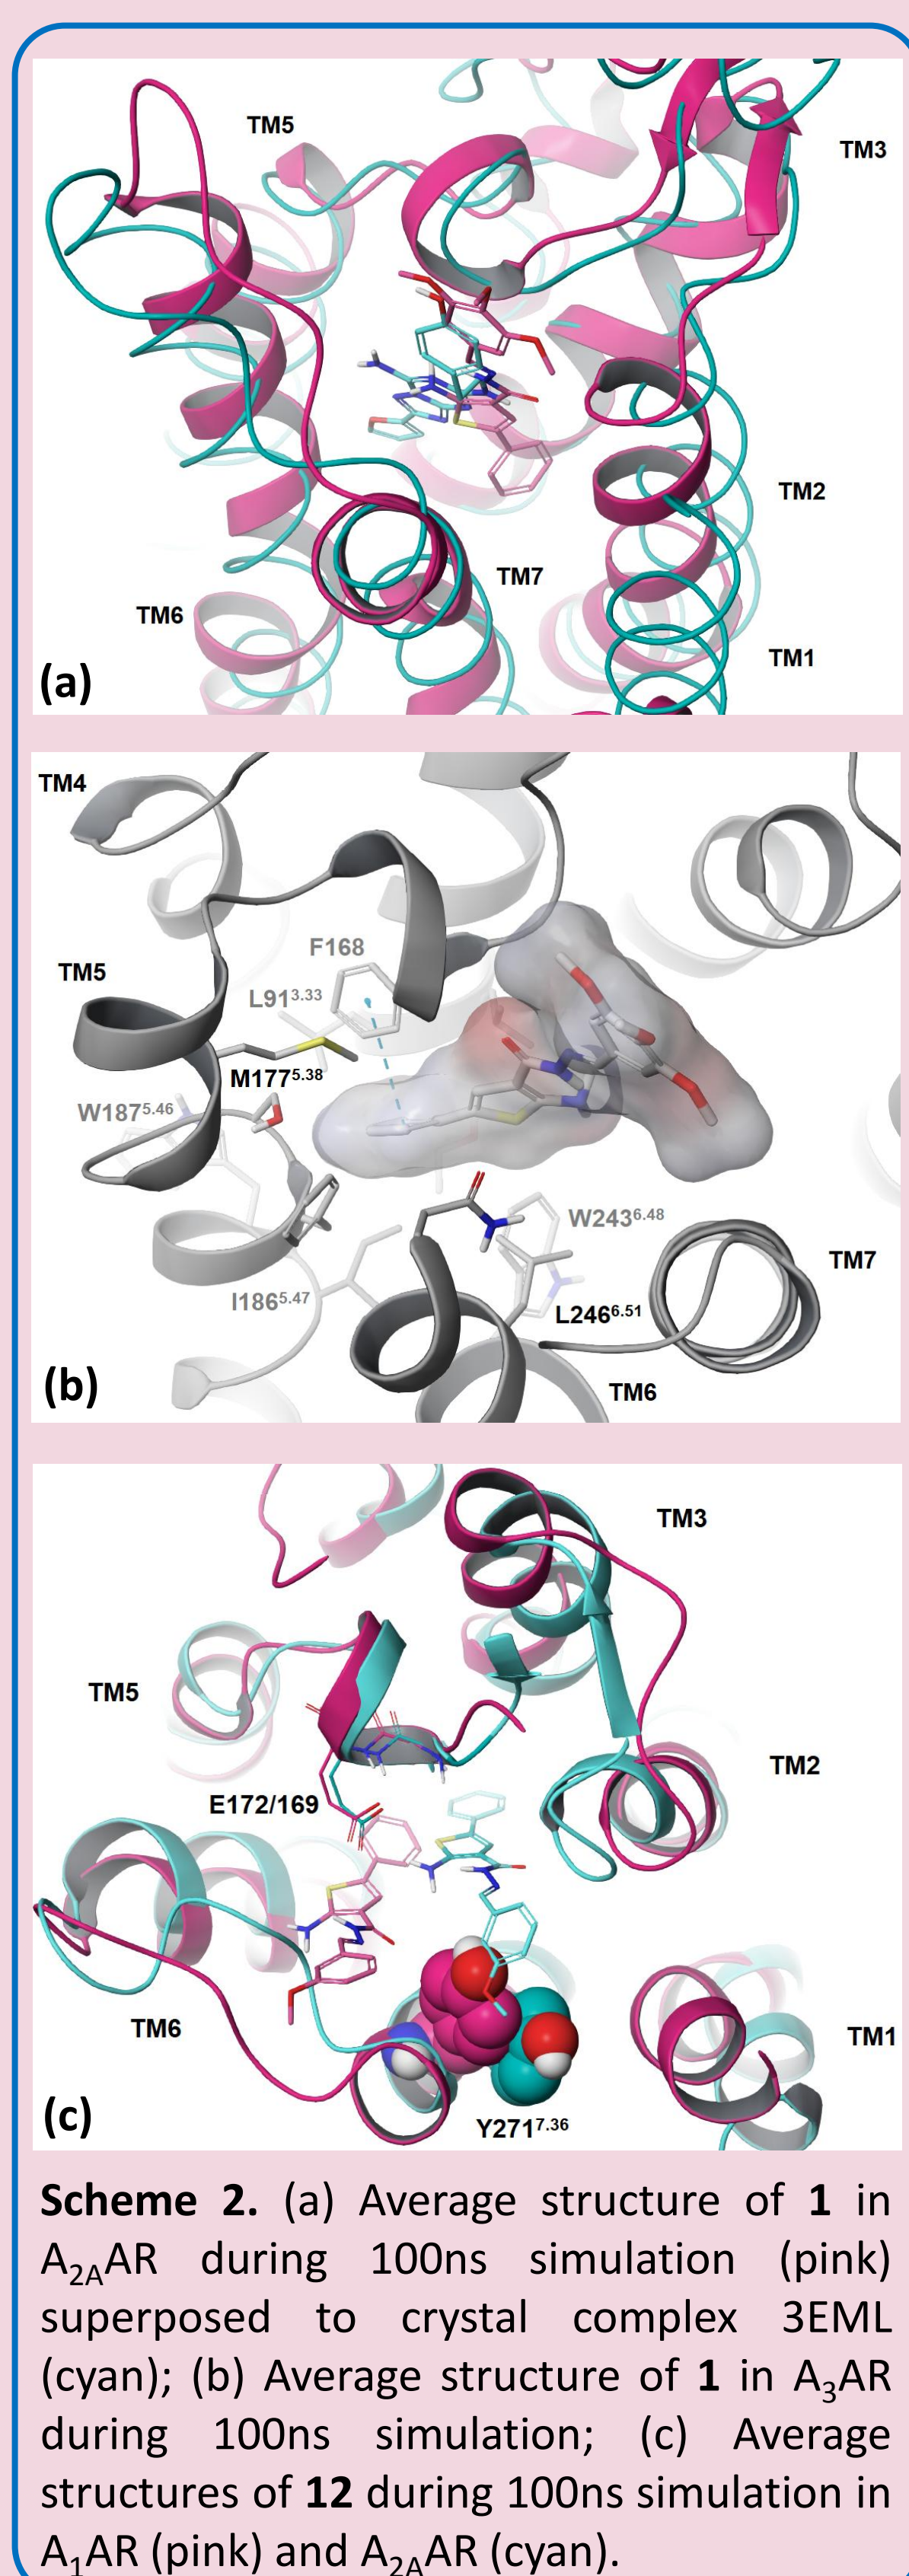 TM5
TM3
TM2
TM7
TM6
TM1
(a)
TM4
F168
TM5
L91³·³³
M177⁵·³⁸
W187⁵·⁴⁶
W243⁶·⁴⁸
TM7
I186⁵·⁴⁷
L246⁶·⁵¹
(b)
TM6
TM3
TM5
TM2
E172/169
TM6
TM1
(c)
Y271⁷·³⁶
Scheme 2. (a) Average structure of 1 in
A₂ₐAR during 100ns simulation (pink)
superposed to crystal complex 3EML
(cyan); (b) Average structure of 1 in A₃AR
during 100ns simulation; (c) Average
structures of 12 during 100ns simulation in
A₁AR (pink) and A₂ₐAR (cyan).